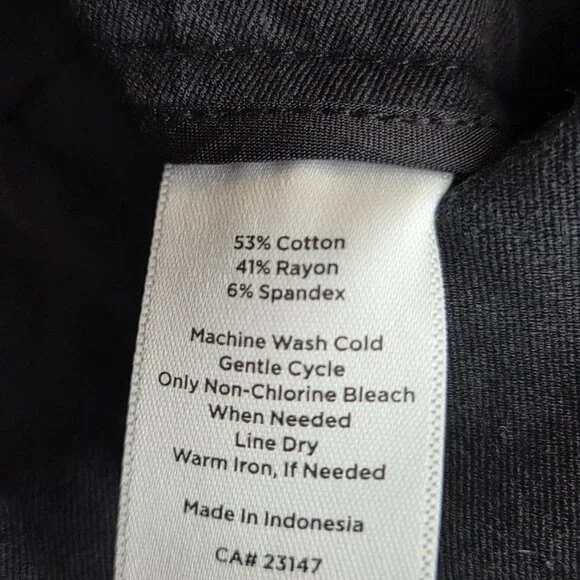 53% Cotton
41% Rayon
6% Spandex
Machine Wash Cold
Gentle Cycle
Only Non-Chlorine Bleach
When Needed
Line Dry
Warm Iron, If Needed
Made In Indonesia
CA# 23147